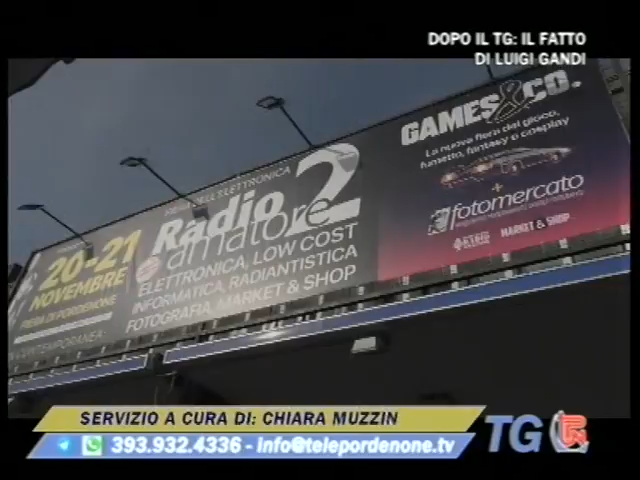 DOPO IL TG: IL FATTO
DI LUIGI GANDI
20-21
NOVEMBRE
FIERA DI PORDENONE
CONTEMPORANEA
DELL'ELETTRONICA
Radio
amatore 2
ELETTRONICA, LOW COST
INFORMATICA, RADIANTISTICA
FOTOGRAFIA, MARKET & SHOP
GAMES&CO.
La nuova fiera del gioco,
fumetto, fantasy e cosplay
+
fotomercato
MARKET & SHOP
SERVIZIO A CURA DI: CHIARA MUZZIN
393.932.4336 - info@telepordenone.tv
TG